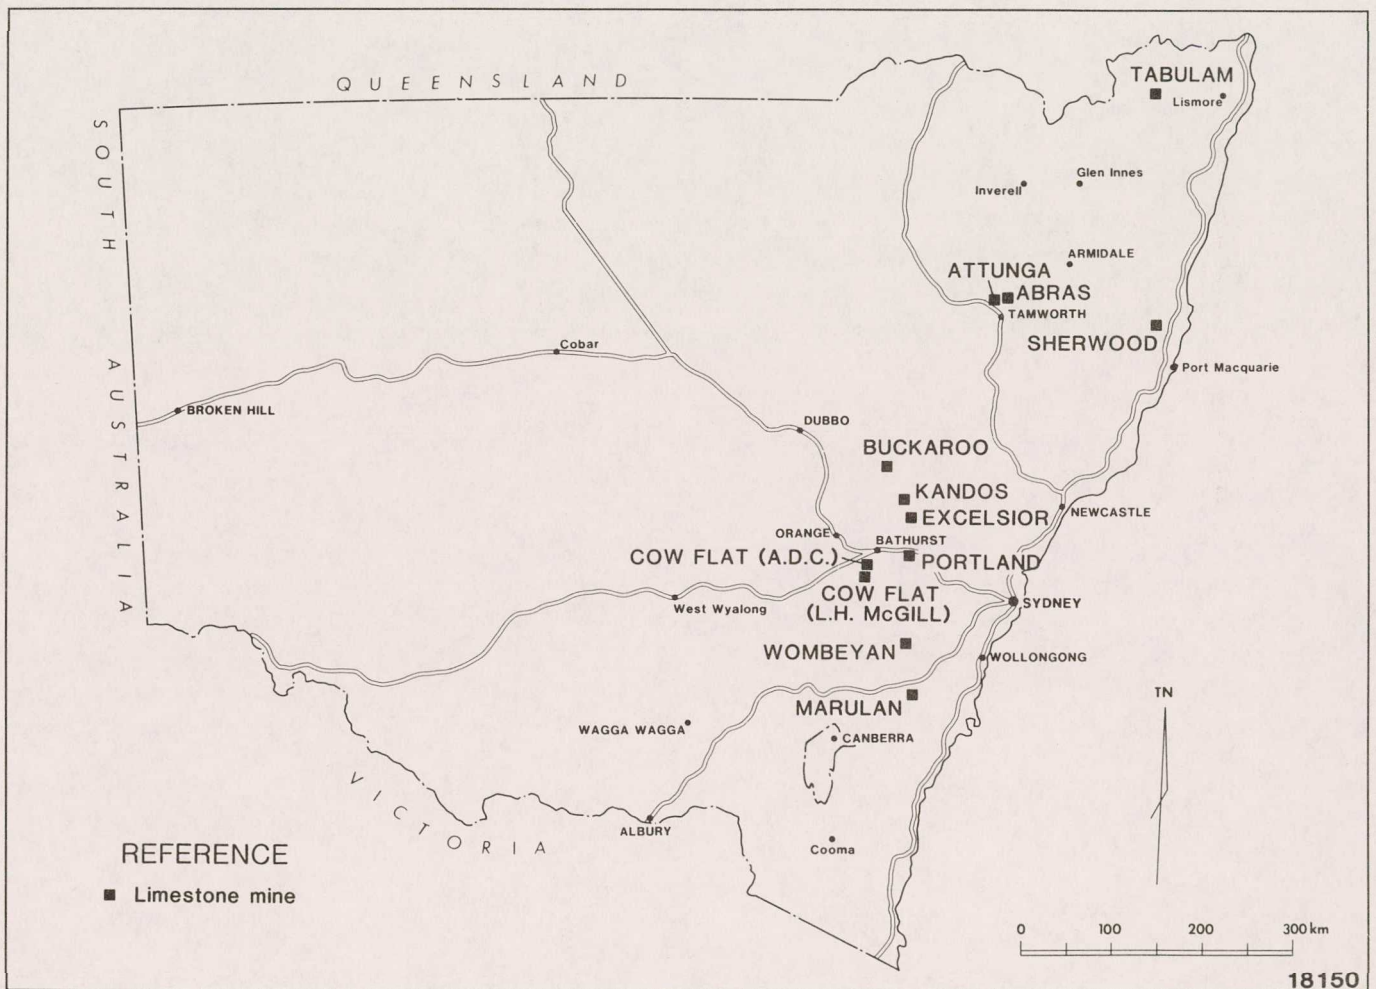 QUEENSLAND
TABULAM
Lismore
SOUTH AUSTRALIA
Glen Innes
Inverell
ARMIDALE
ATTUNGA
ABRAS
TAMWORTH
SHERWOOD
Cobar
Port Macquarie
BROKEN HILL
DUBBO
BUCKAROO
KANDOS
EXCELSIOR
NEWCASTLE
ORANGE
BATHURST
COW FLAT (A.D.C.)
PORTLAND
COW FLAT
(L.H. McGILL)
West Wyalong
SYDNEY
WOMBEYAN
WOLLONGONG
MARULAN
TN
WAGGA WAGGA
CANBERRA
VICTORIA
ALBURY
Cooma
REFERENCE
Limestone mine
0 100 200 300 km
18150